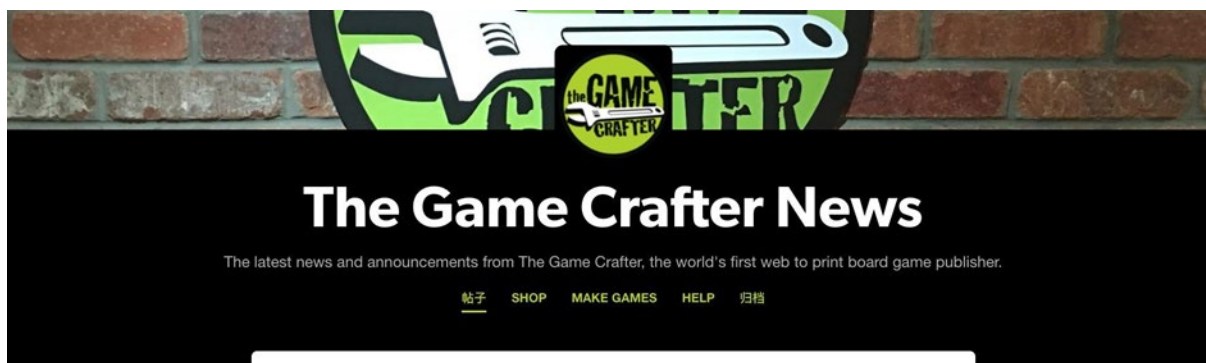 the GAME
CRAFTER
The Game Crafter News
The latest news and announcements from The Game Crafter, the world's first web to print board game publisher.
帖子 SHOP MAKE GAMES HELP 归档